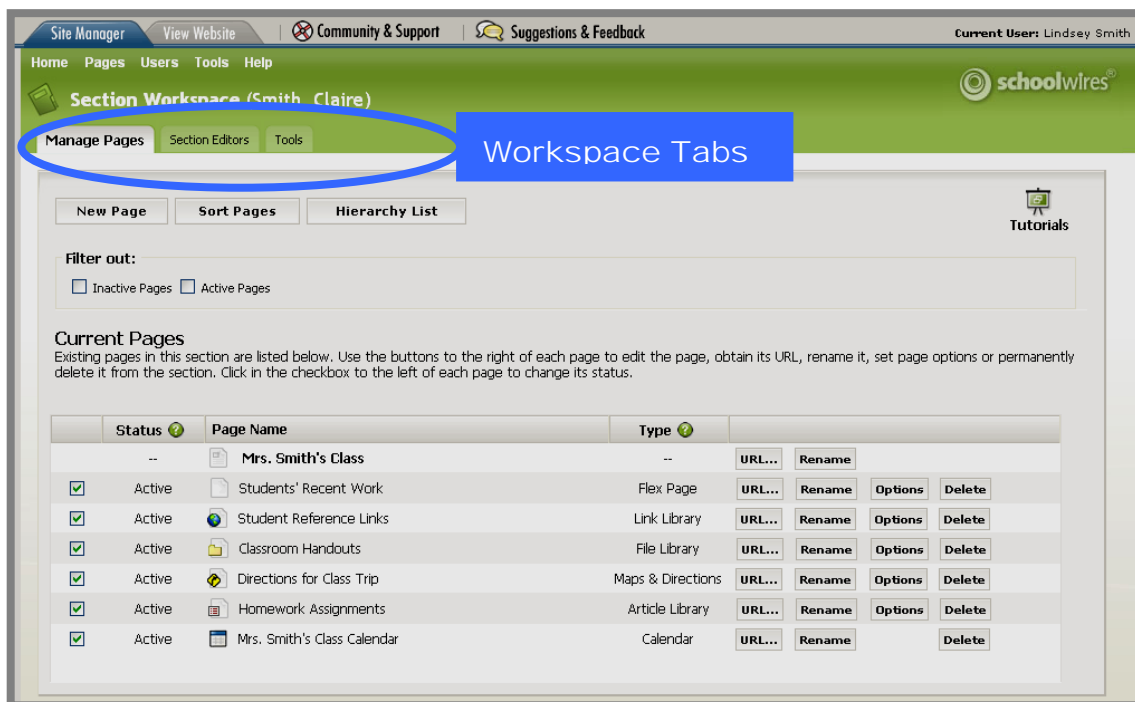 Site Manager View Website Community & Support Suggestions & Feedback Current User: Lindsey Smith
Home Pages Users Tools Help
Section Workspace (Smith, Claire)
schoolwires®
Manage Pages Section Editors Tools
Workspace Tabs
New Page Sort Pages Hierarchy List
Tutorials
Filter out:
Inactive Pages Active Pages
Current Pages
Existing pages in this section are listed below. Use the buttons to the right of each page to edit the page, obtain its URL, rename it, set page options or permanently
delete it from the section. Click in the checkbox to the left of each page to change its status.
Status Page Name Type
-- Mrs. Smith's Class -- URL... Rename
Active Students' Recent Work Flex Page URL... Rename Options Delete
Active Student Reference Links Link Library URL... Rename Options Delete
Active Classroom Handouts File Library URL... Rename Options Delete
Active Directions for Class Trip Maps & Directions URL... Rename Options Delete
Active Homework Assignments Article Library URL... Rename Options Delete
Active Mrs. Smith's Class Calendar Calendar URL... Rename Delete